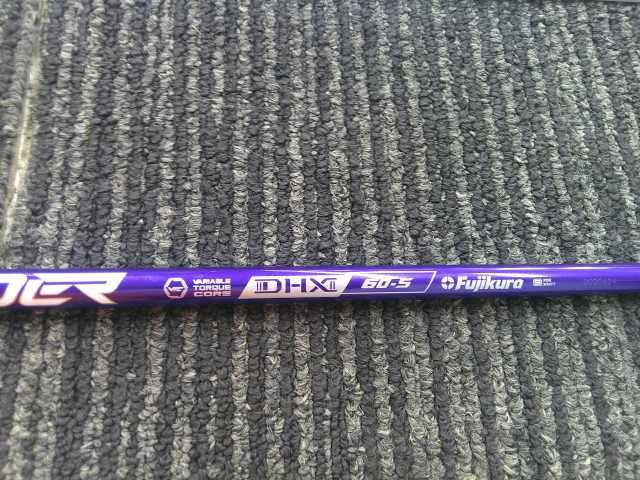 DER
VARIABLE
TORQUE
CORE
DHX
60-S
Fujikura